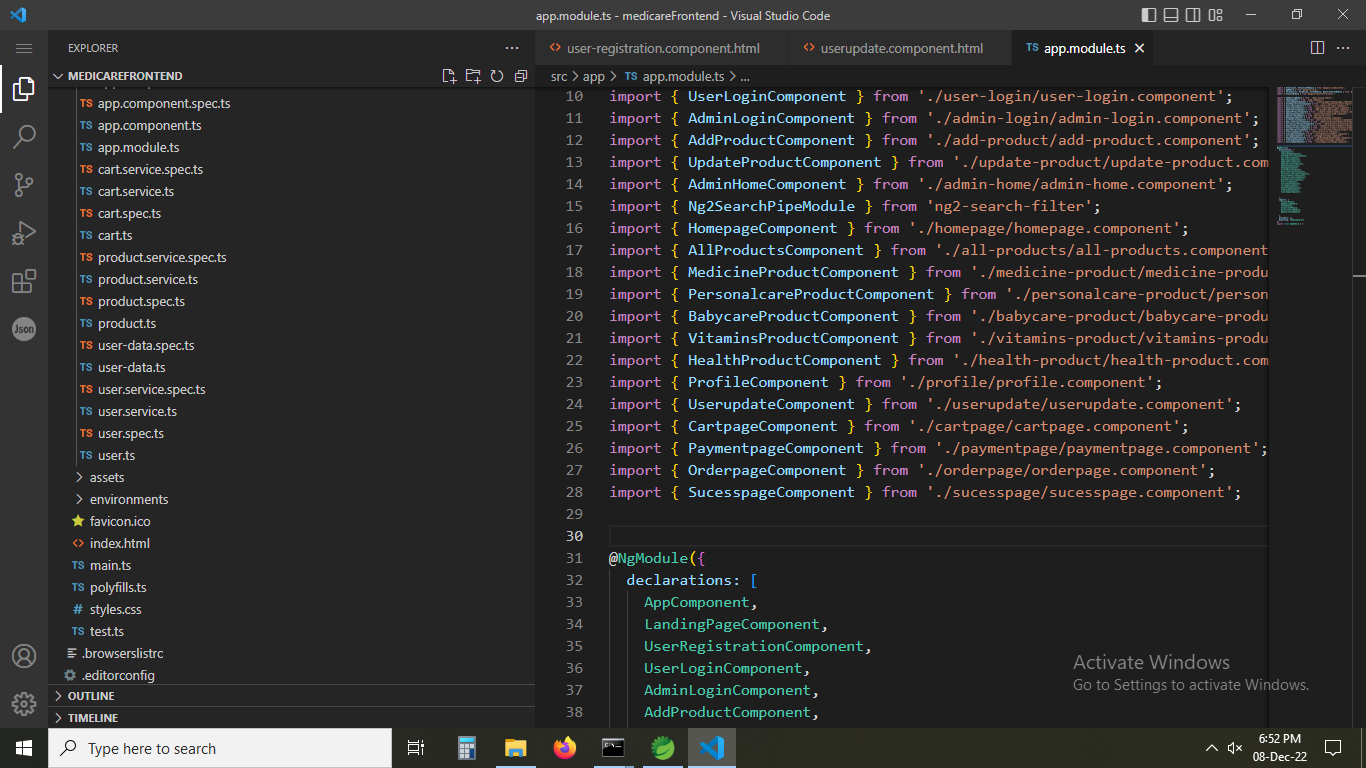 app.module.ts - medicareFrontend - Visual Studio Code
EXPLORER
MEDICAREFRONTEND
TS app.component.spec.ts
TS app.component.ts
TS app.module.ts
TS cart.service.spec.ts
TS cart.service.ts
TS cart.spec.ts
TS cart.ts
TS product.service.spec.ts
TS product.service.ts
TS product.spec.ts
TS product.ts
TS user-data.spec.ts
TS user-data.ts
TS user.service.spec.ts
TS user.service.ts
TS user.spec.ts
TS user.ts
assets
environments
favicon.ico
<> index.html
TS main.ts
TS polyfills.ts
# styles.css
TS test.ts
.browserslistrc
.editorconfig
OUTLINE
TIMELINE
Json
<> user-registration.component.html
<> userupdate.component.html
TS app.module.ts
src > app > TS app.module.ts > ...
10 import { UserLoginComponent } from './user-login/user-login.component';
11 import { AdminLoginComponent } from './admin-login/admin-login.component';
12 import { AddProductComponent } from './add-product/add-product.component';
13 import { UpdateProductComponent } from './update-product/update-product.com
14 import { AdminHomeComponent } from './admin-home/admin-home.component';
15 import { Ng2SearchPipeModule } from 'ng2-search-filter';
16 import { HomepageComponent } from './homepage/homepage.component';
17 import { AllProductsComponent } from './all-products/all-products.component
18 import { MedicineProductComponent } from './medicine-product/medicine-produ
19 import { PersonalcareProductComponent } from './personalcare-product/person
20 import { BabycareProductComponent } from './babycare-product/babycare-produ
21 import { VitaminsProductComponent } from './vitamins-product/vitamins-produ
22 import { HealthProductComponent } from './health-product/health-product.com
23 import { ProfileComponent } from './profile/profile.component';
24 import { UserupdateComponent } from './userupdate/userupdate.component';
25 import { CartpageComponent } from './cartpage/cartpage.component';
26 import { PaymentpageComponent } from './paymentpage/paymentpage.component';
27 import { OrderpageComponent } from './orderpage/orderpage.component';
28 import { SucesspageComponent } from './sucesspage/sucesspage.component';
29
30
31 @NgModule({
32 declarations: [
33 AppComponent,
34 LandingPageComponent,
35 UserRegistrationComponent,
36 UserLoginComponent,
37 AdminLoginComponent,
38 AddProductComponent,
Activate Windows
Go to Settings to activate Windows.
Type here to search
6:52 PM
08-Dec-22